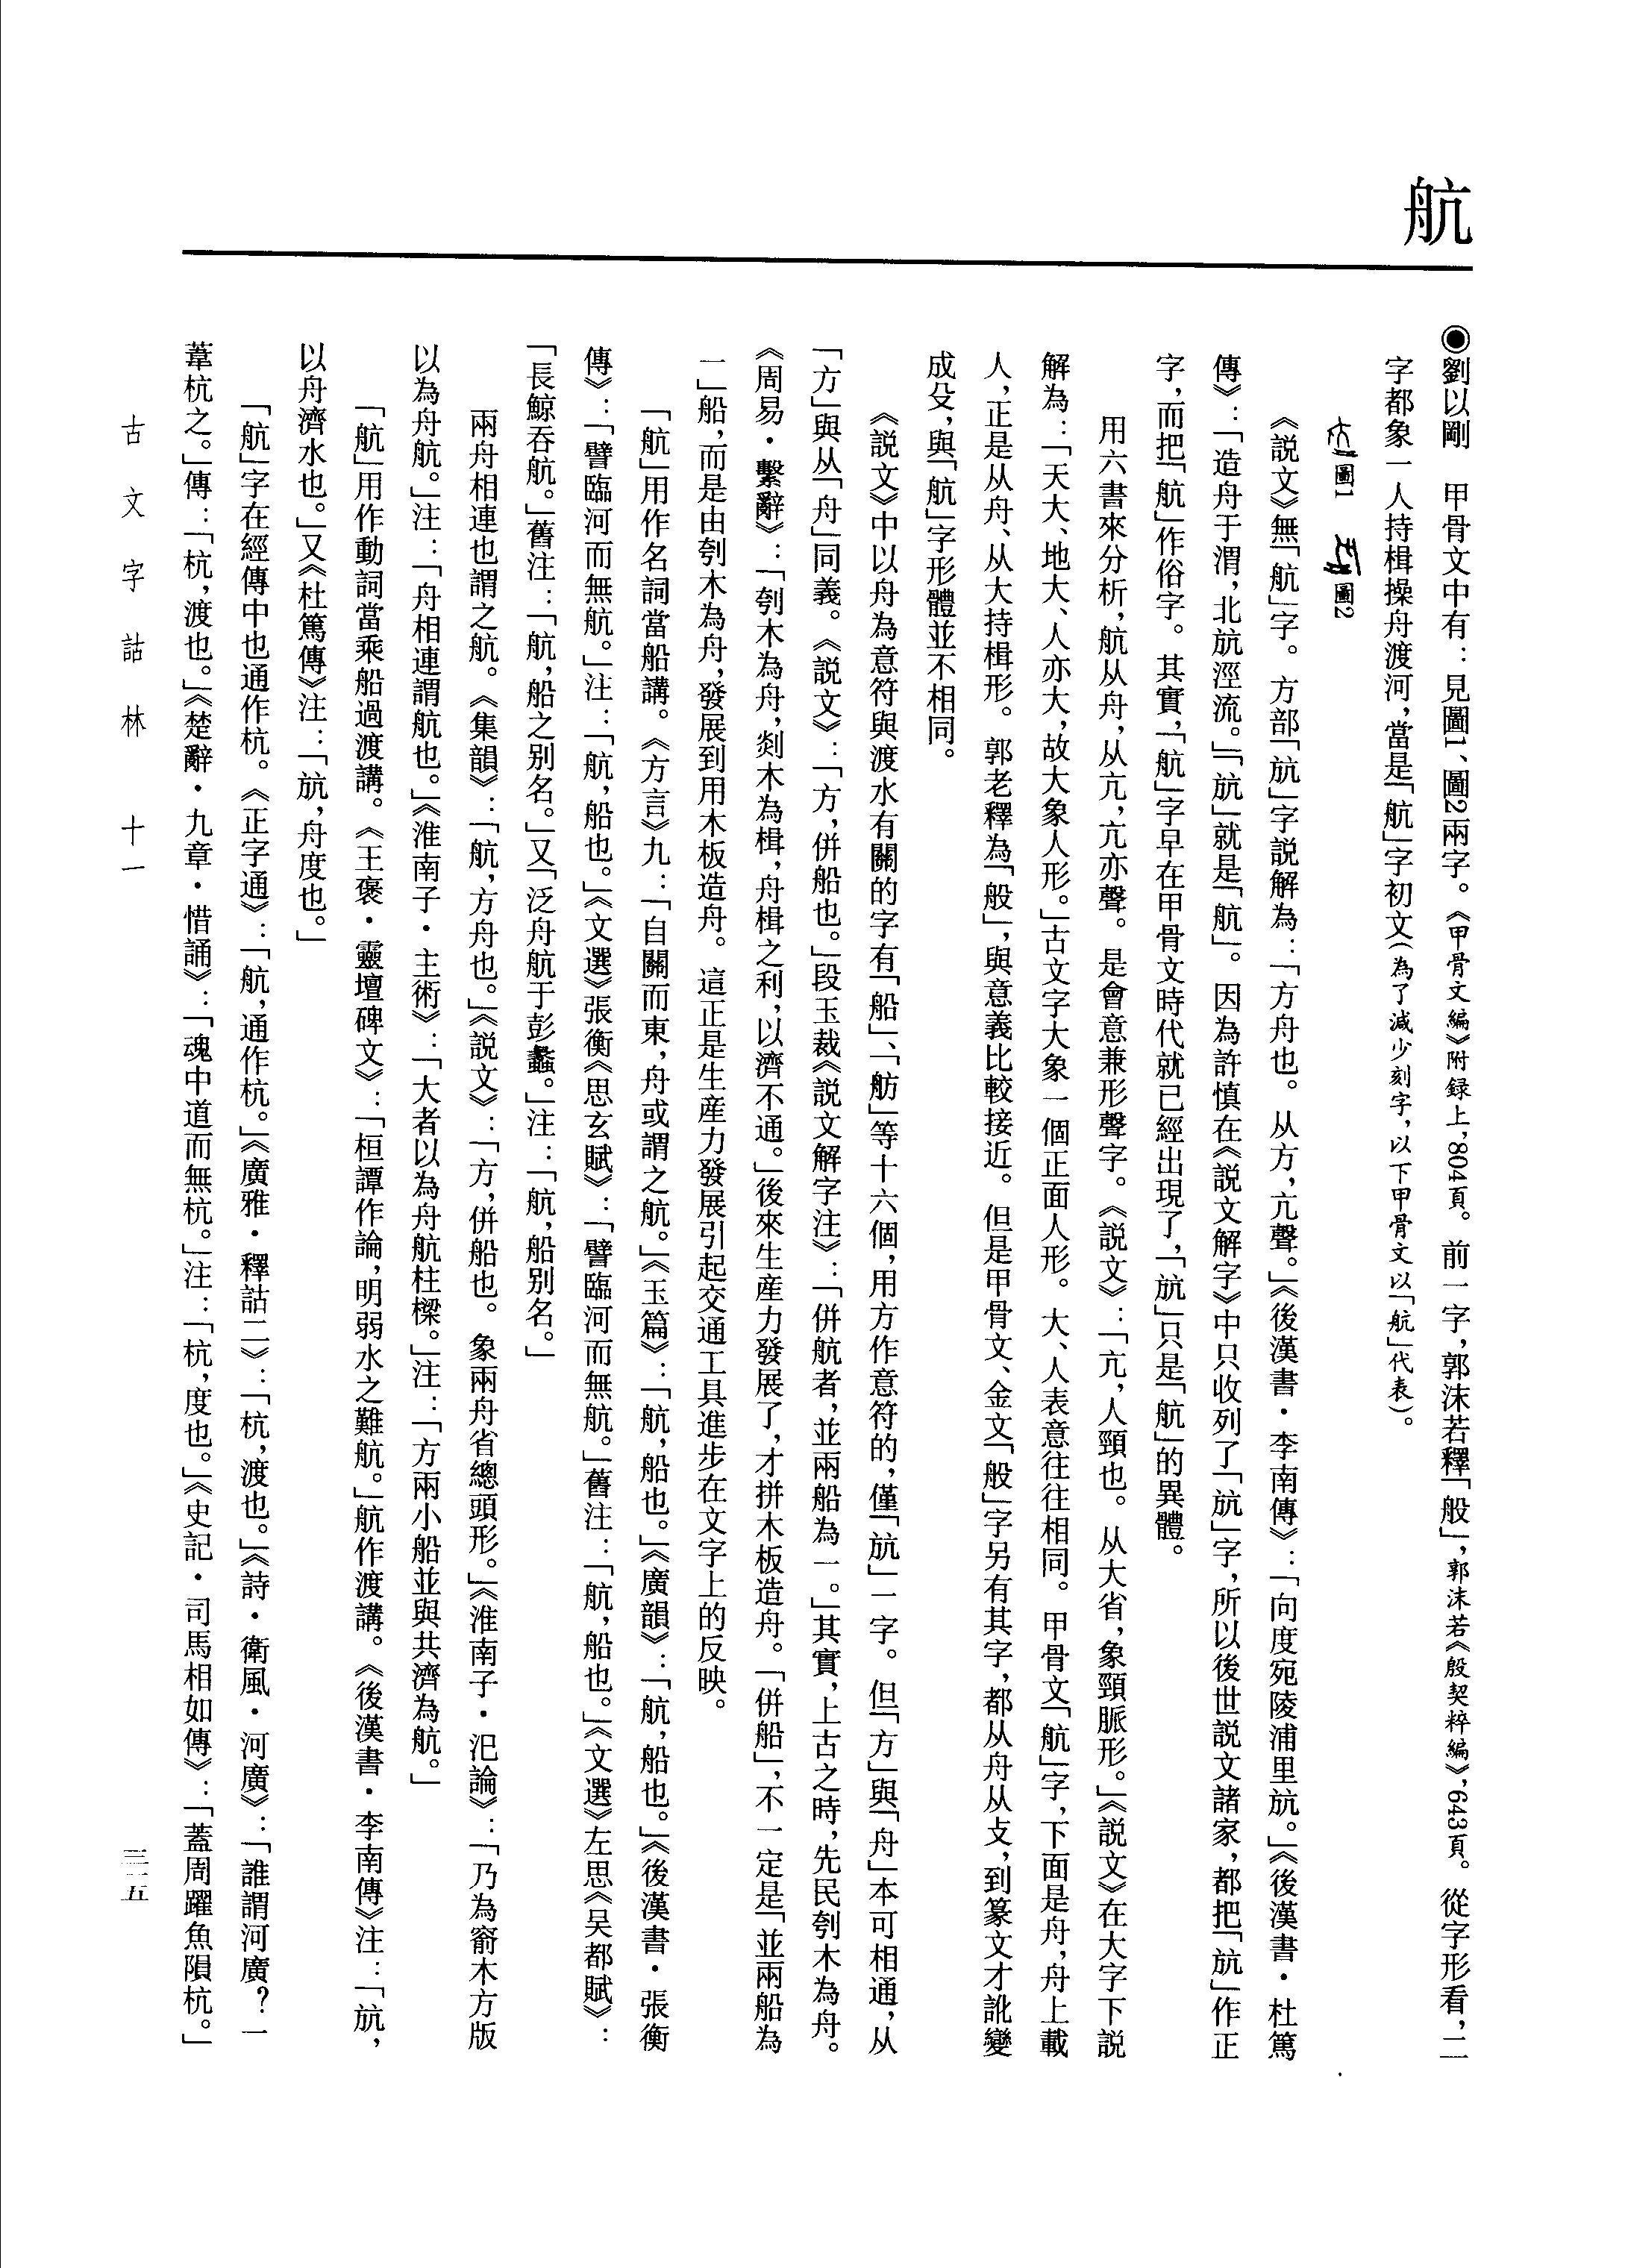 航
◉劉以剛　甲骨文中有：見圖1、圖2兩字。《甲骨文編》附録上，804頁。前一字，郭沫若釋「般」，郭沫若《殷契粹編》，643頁。從字形看，二
字都象一人持楫操舟渡河，當是「航」字初文（為了減少刻字，以下甲骨文以「航」代表）。
圖1　圖2
《説文》無「航」字。方部「斻」字説解為：「方舟也。从方，亢聲。」《後漢書·李南傳》：「向度宛陵浦里斻。」《後漢書·杜篤
傳》：「造舟于渭，北斻涇流。」「斻」就是「航」。因為許慎在《説文解字》中只收列了「斻」字，所以後世説文諸家，都把「斻」作正
字，而把「航」作俗字。其實，「航」字早在甲骨文時代就已經出現了，「斻」只是「航」的異體。
用六書來分析，航从舟，从亢，亢亦聲。是會意兼形聲字。《説文》：「亢，人頸也。从大省，象頸脈形。」《説文》在大字下説
解為：「天大、地大、人亦大，故大象人形。」古文字大象一個正面人形。大、人表意往往相同。甲骨文「航」字，下面是舟，舟上載
人，正是从舟、从大持楫形。郭老釋為「般」，與意義比較接近。但是甲骨文、金文「般」字另有其字，都从舟从攴，到篆文才訛變
成殳，與「航」字形體並不相同。
《説文》中以舟為意符與渡水有關的字有「船」、「舫」等十六個，用方作意符的，僅「斻」一字。但「方」與「舟」本可相通，从
「方」與从「舟」同義。《説文》：「方，併船也。」段玉裁《説文解字注》：「併航者，並兩船為一。」其實，上古之時，先民刳木為舟。
《周易·繫辭》：「刳木為舟，剡木為楫，舟楫之利，以濟不通。」後來生産力發展了，才拼木板造舟。「併船」，不一定是「並兩船為
一」船，而是由刳木為舟，發展到用木板造舟。這正是生産力發展引起交通工具進步在文字上的反映。
「航」用作名詞當船講。《方言》九：「自關而東，舟或謂之航。」《玉篇》：「航，船也。」《廣韻》：「航，船也。」《後漢書·張衡
傳》：「譬臨河而無航。」注：「航，船也。」《文選》張衡《思玄賦》：「譬臨河而無航。」舊注：「航，船也。」《文選》左思《吴都賦》：
「長鯨吞航。」舊注：「航，船之别名。」又「泛舟航于彭蠡。」注：「航，船别名。」
兩舟相連也謂之航。《集韻》：「航，方舟也。」《説文》：「方，併船也。象兩舟省總頭形。」《淮南子·氾論》：「乃為窬木方版
以為舟航。」注：「舟相連謂航也。」《淮南子·主術》：「大者以為舟航柱樑。」注：「方兩小船並與共濟為航。」
「航」用作動詞當乘船過渡講。《王褒·靈壇碑文》：「桓譚作論，明弱水之難航。」航作渡講。《後漢書·李南傳》注：「斻，
以舟濟水也。」又《杜篤傳》注：「斻，舟度也。」
「航」字在經傳中也通作杭。《正字通》：「航，通作杭。」《廣雅·釋詁二》：「杭，渡也。」《詩·衛風·河廣》：「誰謂河廣？一
葦杭之。」傳：「杭，渡也。」《楚辭·九章·惜誦》：「魂中道而無杭。」注：「杭，度也。」《史記·司馬相如傳》：「蓋周躍魚隕杭。」
古文字詁林　十一
三一五